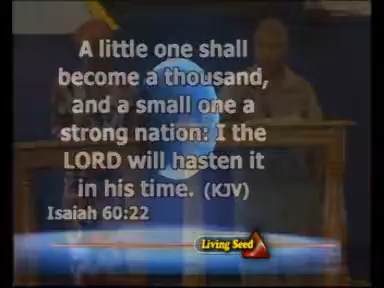 A little one shall
become a thousand,
and a small one a
strong nation: I the
LORD will hasten it
in his time. (KJV)
Isaiah 60:22
Living Seed